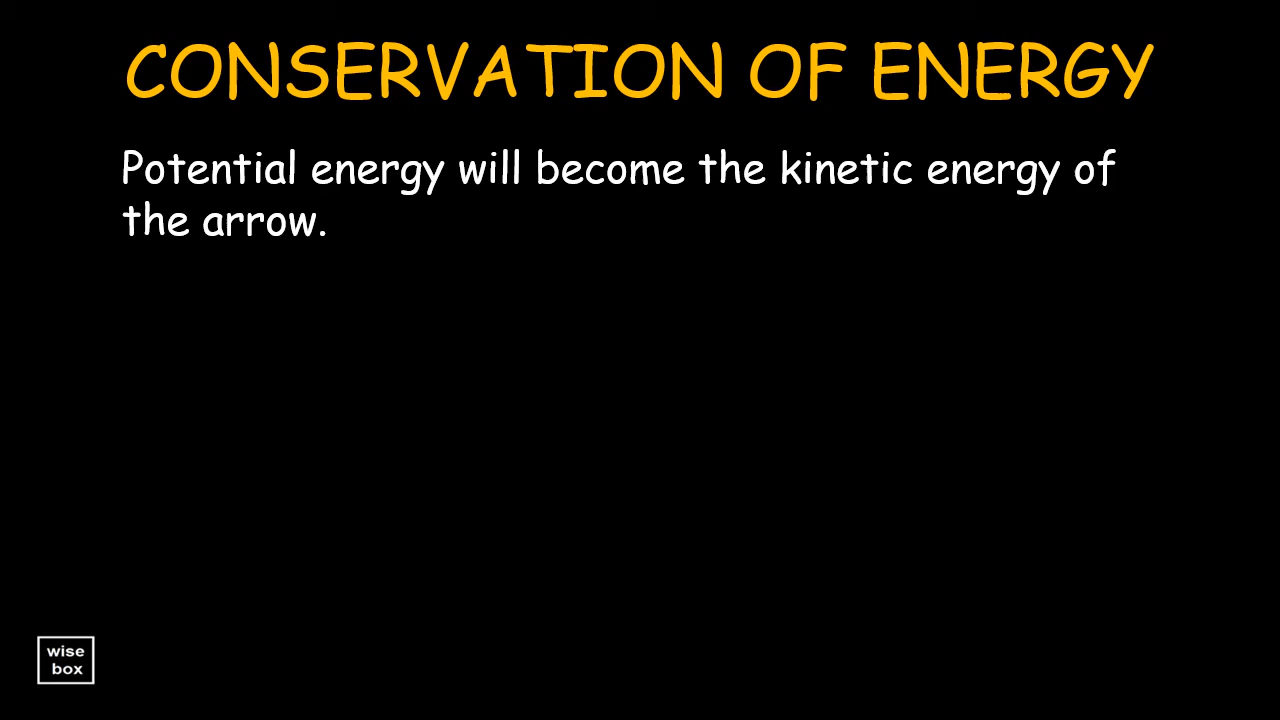 CONSERVATION OF ENERGY
Potential energy will become the kinetic energy of
the arrow.
wise
box